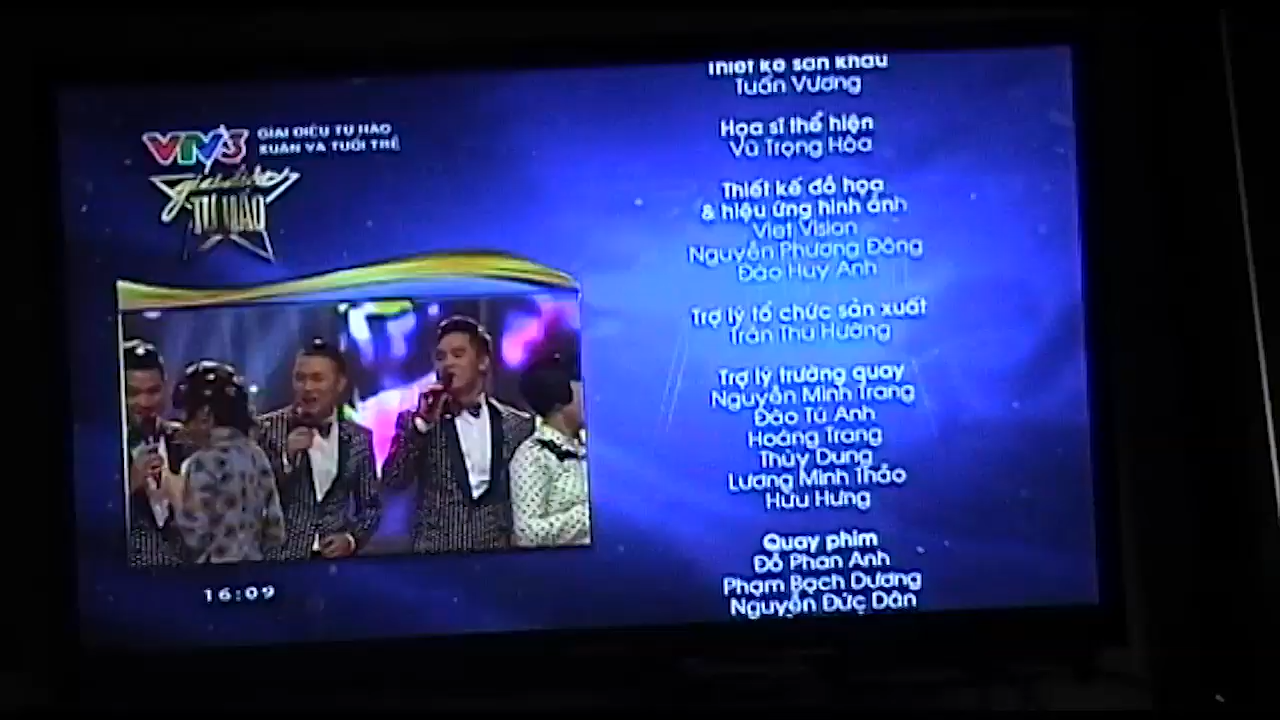 VTV3
GIAI ĐIỆU TỰ HÀO
XUÂN VÀ TUỔI TRẺ
Giai điệu
TỰ HÀO
16:09
Thiết kế sân khấu
Tuấn Vương
Họa sĩ thể hiện
Vũ Trọng Hòa
Thiết kế đồ họa
& hiệu ứng hình ảnh
Viet Vision
Nguyễn Phương Đông
Đào Huy Anh
Trợ lý tổ chức sản xuất
Trần Thu Hường
Trợ lý trường quay
Nguyễn Minh Trang
Đào Tú Anh
Hoàng Trang
Thùy Dung
Lương Minh Thảo
Hữu Hưng
Quay phim
Đỗ Phan Anh
Phạm Bạch Dương
Nguyễn Đức Dân